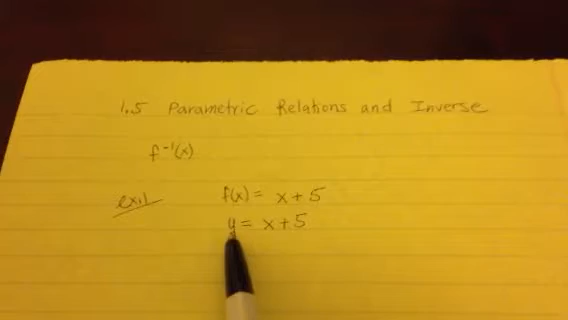 1.5 Parametric Relations and Inverse
f⁻¹(x)
ex.1 f(x) = x + 5
y = x + 5